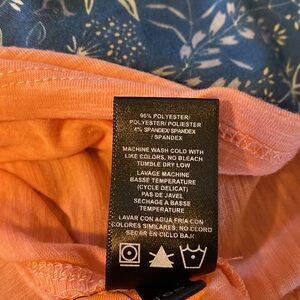 96% POLYESTER/
POLYESTER/ POLIESTER
4% SPANDEX/ SPANDEX
/ SPANDEX
MACHINE WASH COLD WITH
LIKE COLORS, NO BLEACH
TUMBLE DRY LOW
LAVAGE MACHINE
BASSE TEMPERATURE
(CYCLE DELICAT)
PAS DE JAVEL
SECHAGE A BASSE
TEMPERATURE
LAVAR CON AGUA FRIA CON
COLORES SIMILARES, NO CLORO
SECAR EN CICLO BAJO